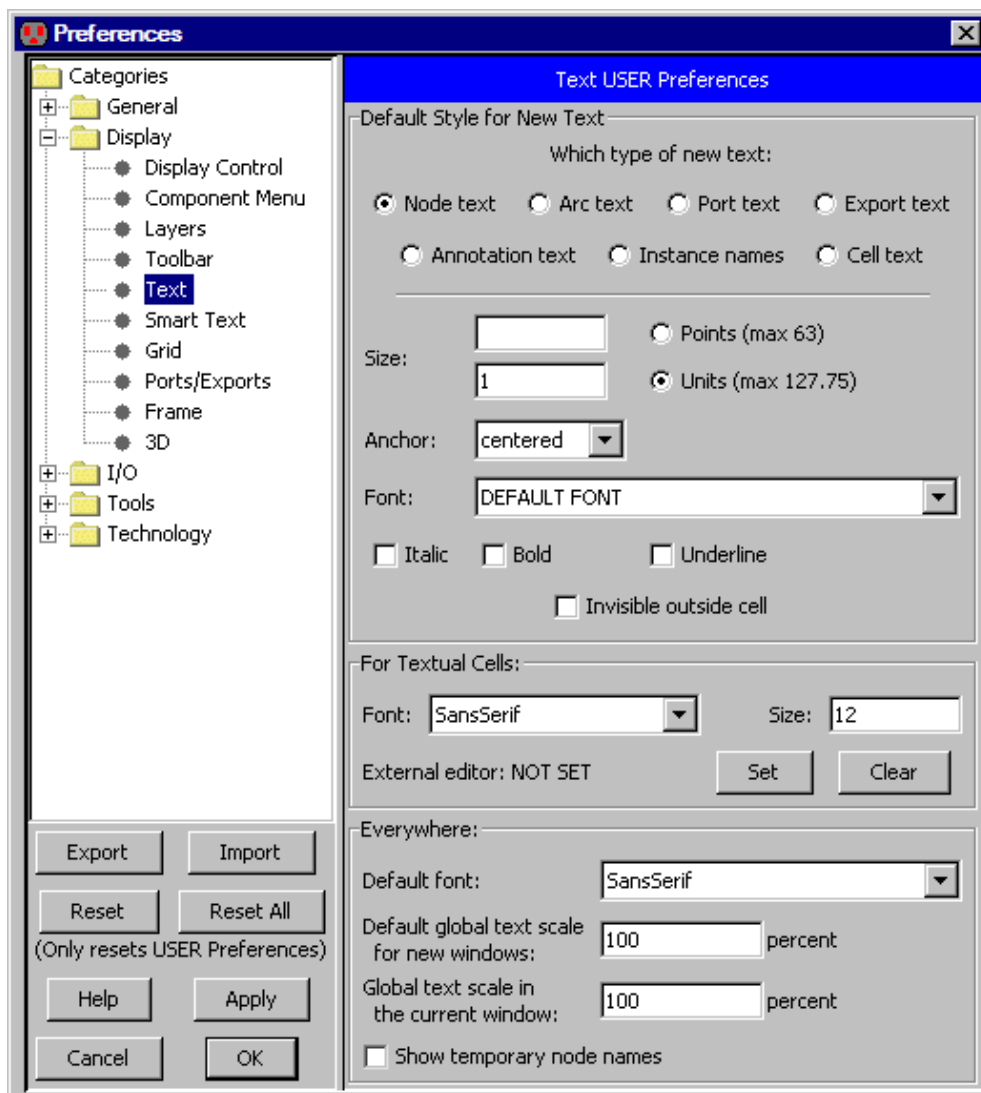 Preferences
Categories
General
Display
Display Control
Component Menu
Layers
Toolbar
Text
Smart Text
Grid
Ports/Exports
Frame
3D
I/O
Tools
Technology
Export Import
Reset Reset All
(Only resets USER Preferences)
Help Apply
Cancel OK
Text USER Preferences
Default Style for New Text
Which type of new text:
Node text Arc text Port text Export text
Annotation text Instance names Cell text
Points (max 63)
Size:
1 Units (max 127.75)
Anchor: centered
Font: DEFAULT FONT
Italic Bold Underline
Invisible outside cell
For Textual Cells:
Font: SansSerif Size: 12
External editor: NOT SET Set Clear
Everywhere:
Default font: SansSerif
Default global text scale
for new windows: 100 percent
Global text scale in
the current window: 100 percent
Show temporary node names